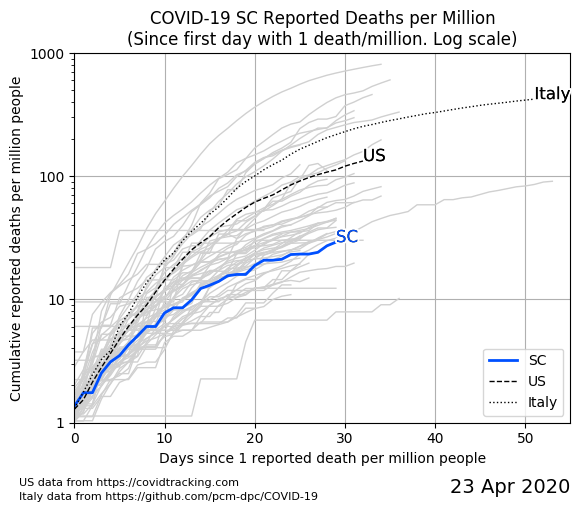 COVID-19 SC Reported Deaths per Million
(Since first day with 1 death/million. Log scale)
Cumulative reported deaths per million people
1000
100
10
1
Italy
US
SC
SC
US
Italy
0
10
20
30
40
50
Days since 1 reported death per million people
US data from https://covidtracking.com
Italy data from https://github.com/pcm-dpc/COVID-19
23 Apr 2020